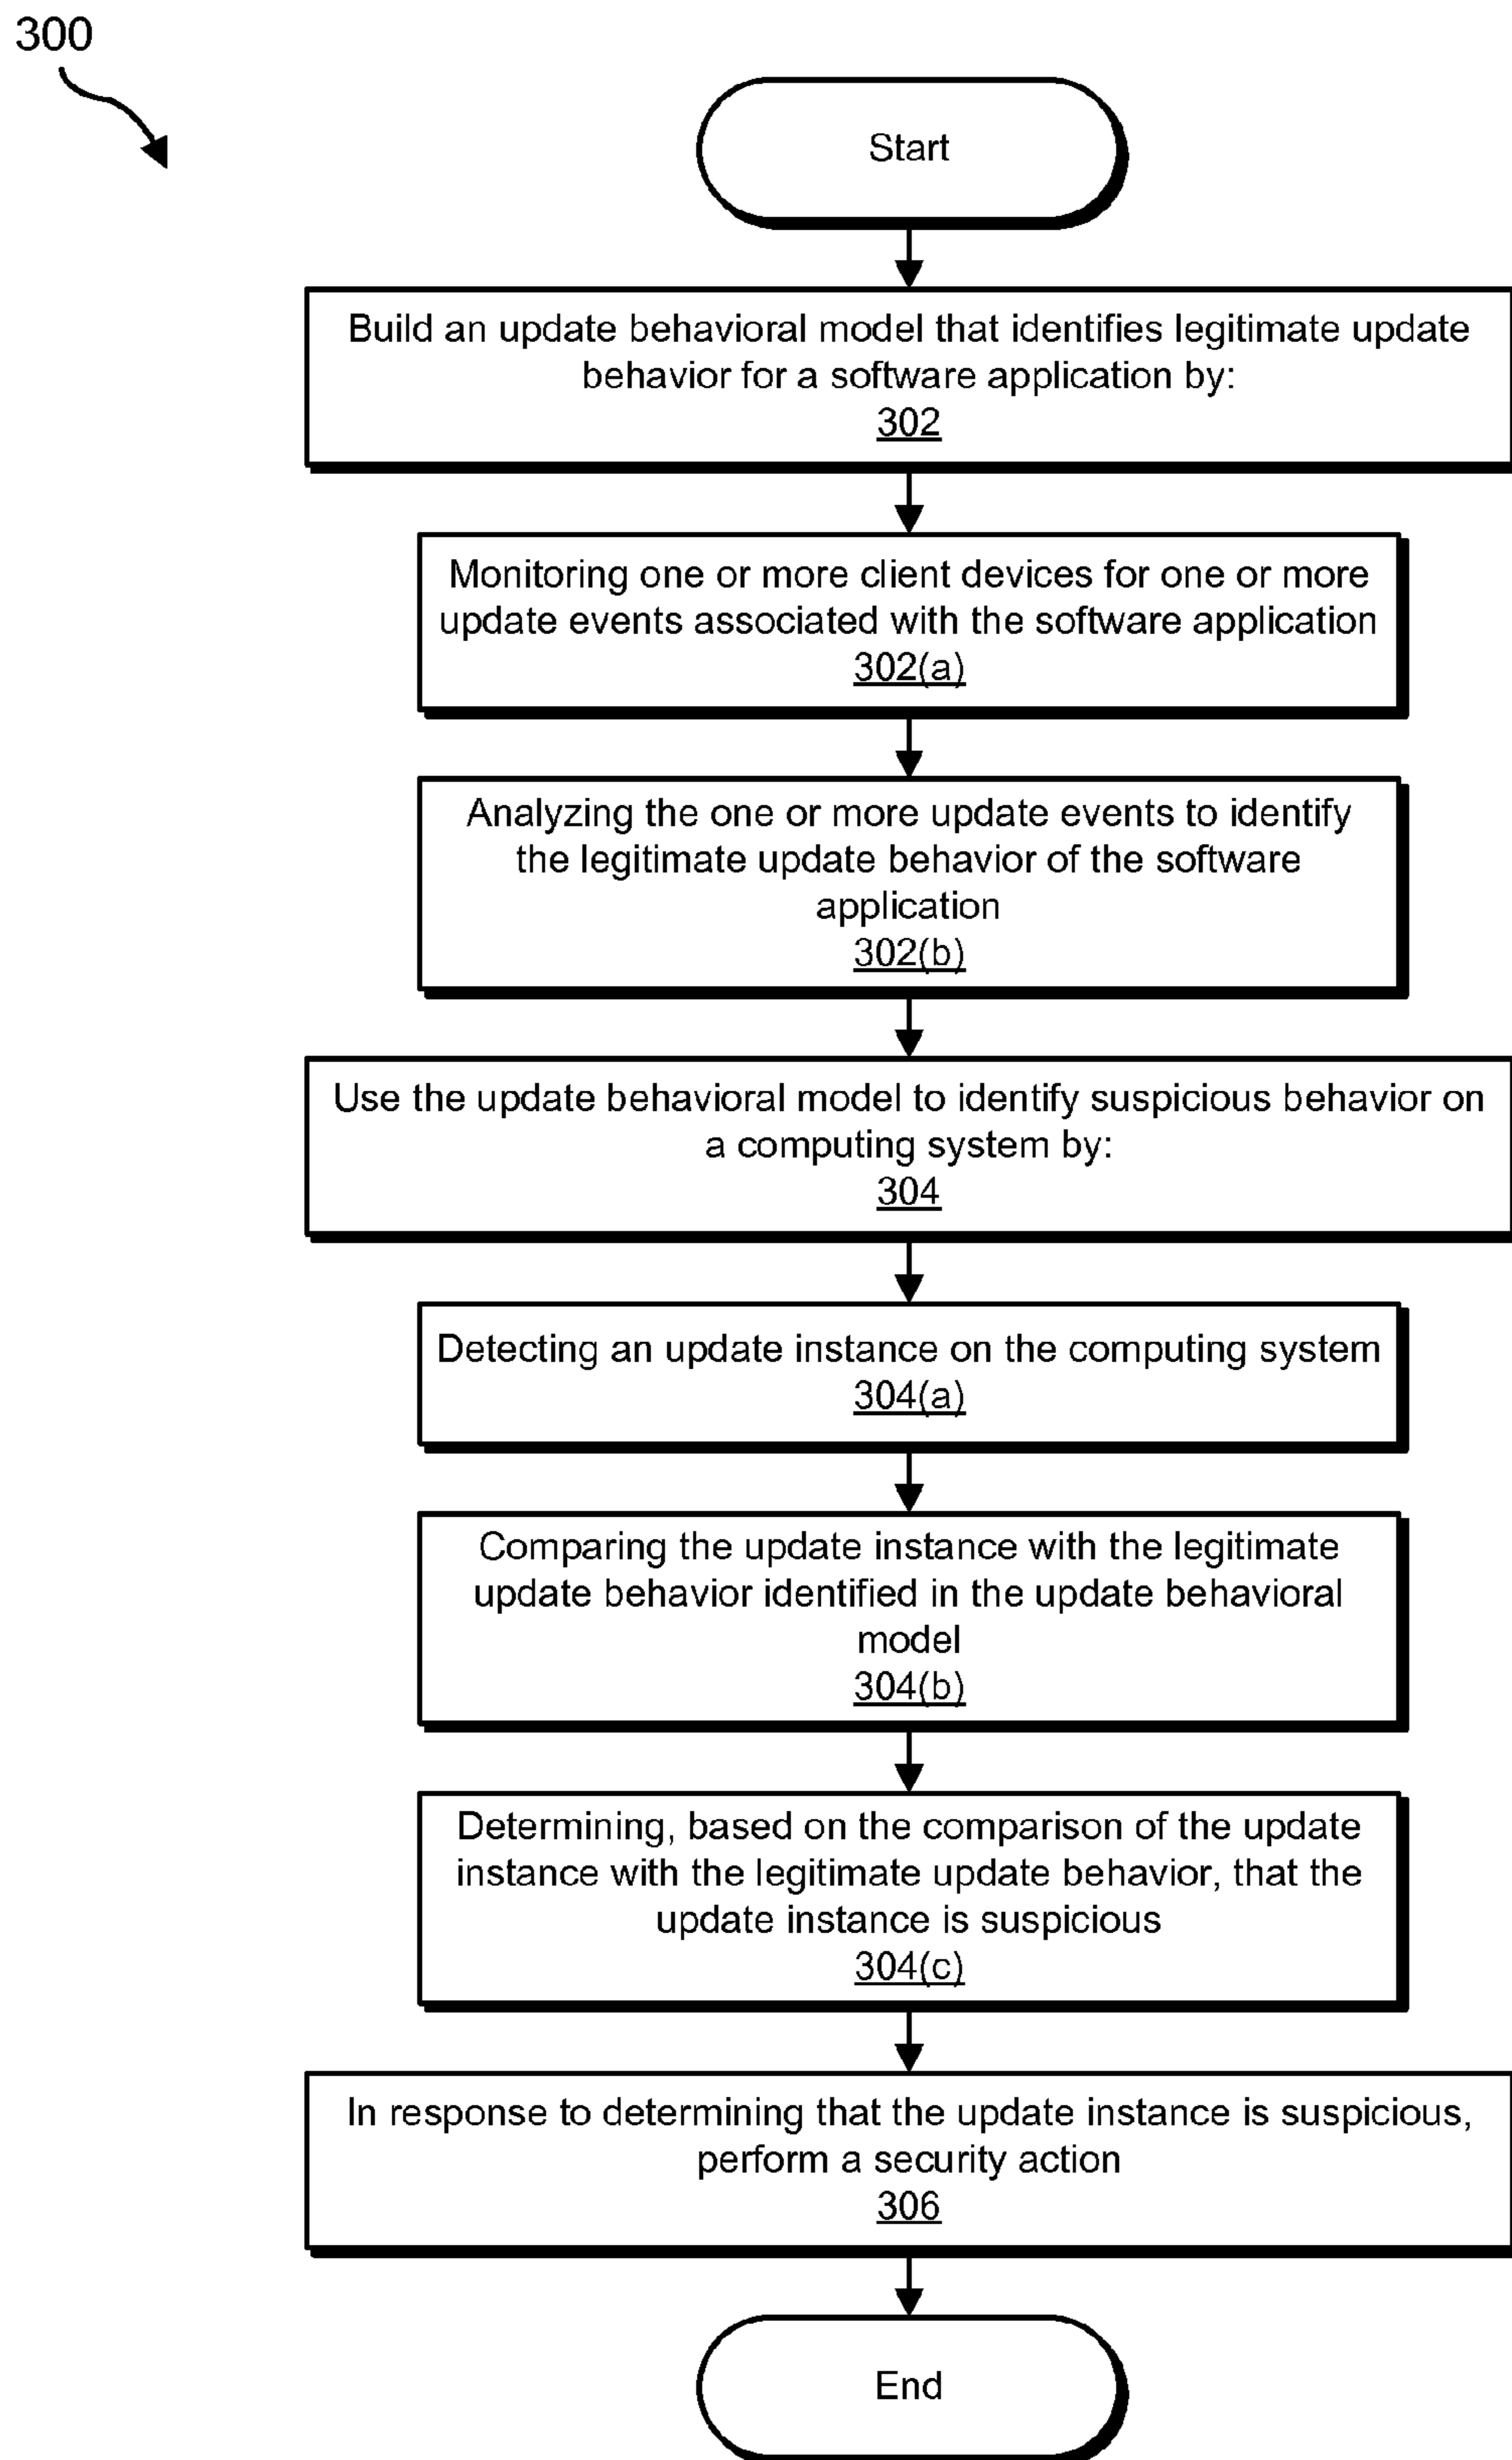 300
Start
Build an update behavioral model that identifies legitimate update
behavior for a software application by:
302
Monitoring one or more client devices for one or more
update events associated with the software application
302(a)
Analyzing the one or more update events to identify
the legitimate update behavior of the software
application
302(b)
Use the update behavioral model to identify suspicious behavior on
a computing system by:
304
Detecting an update instance on the computing system
304(a)
Comparing the update instance with the legitimate
update behavior identified in the update behavioral
model
304(b)
Determining, based on the comparison of the update
instance with the legitimate update behavior, that the
update instance is suspicious
304(c)
In response to determining that the update instance is suspicious,
perform a security action
306
End